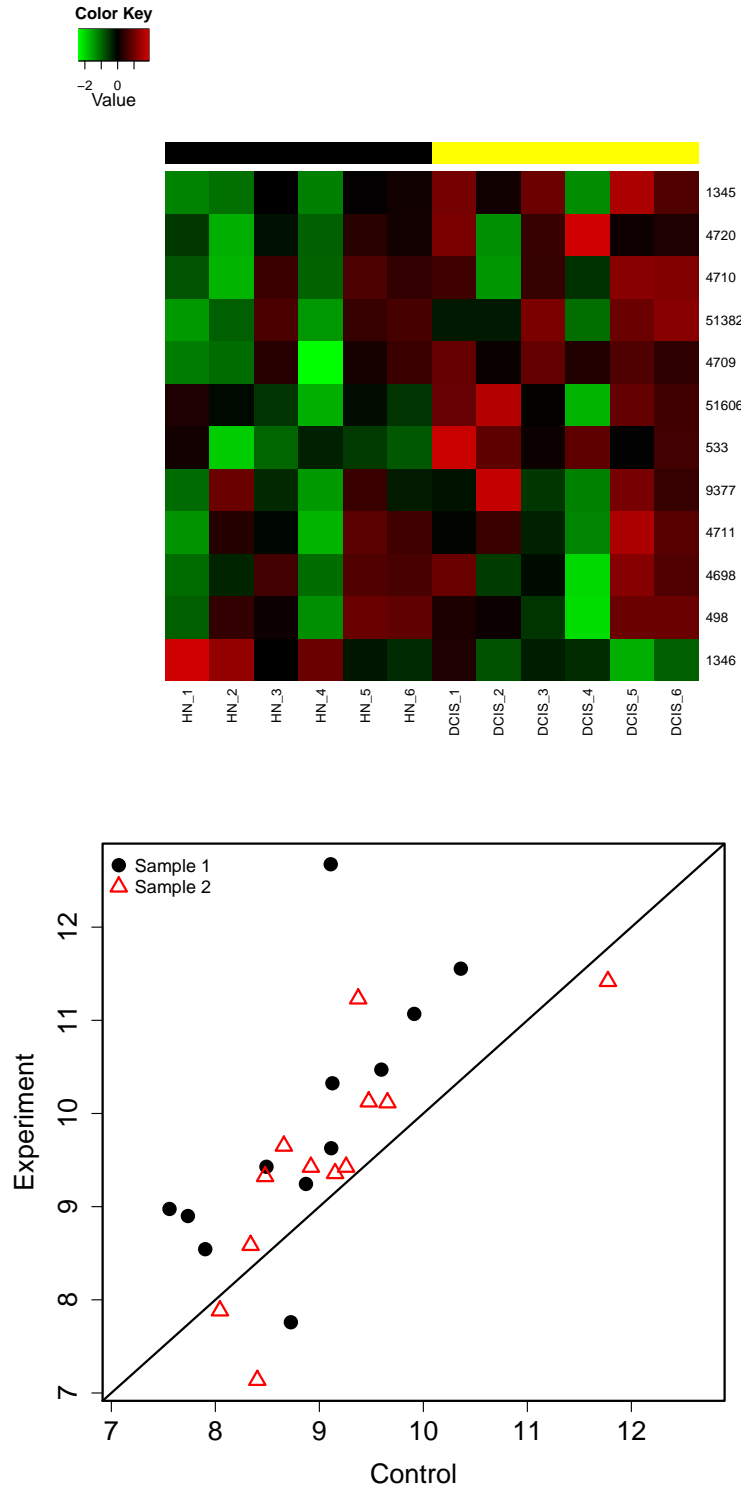 Color Key
−2 0
Value
1345
4720
4710
51382
4709
51606
533
9377
4711
4698
498
1346
HN_1 HN_2 HN_3 HN_4 HN_5 HN_6 DCIS_1 DCIS_2 DCIS_3 DCIS_4 DCIS_5 DCIS_6
Sample 1
Sample 2
12
11
10
9
8
7
Experiment
7 8 9 10 11 12
Control